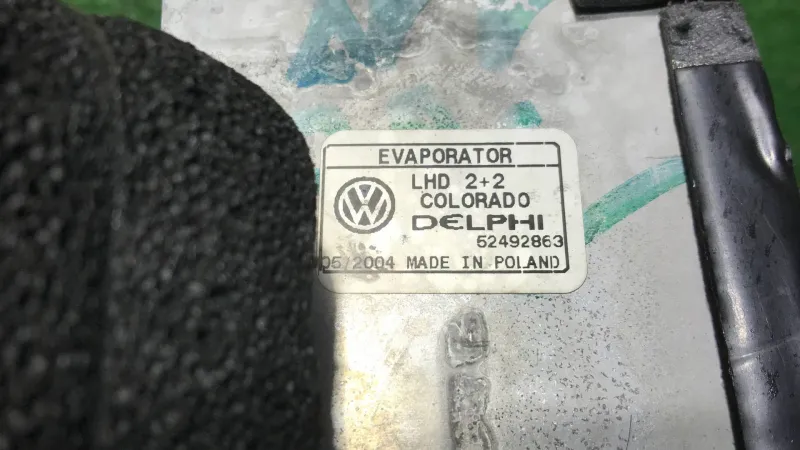 EVAPORATOR
LHD 2+2
COLORADO
DELPHI
52492863
05/2004 MADE IN POLAND